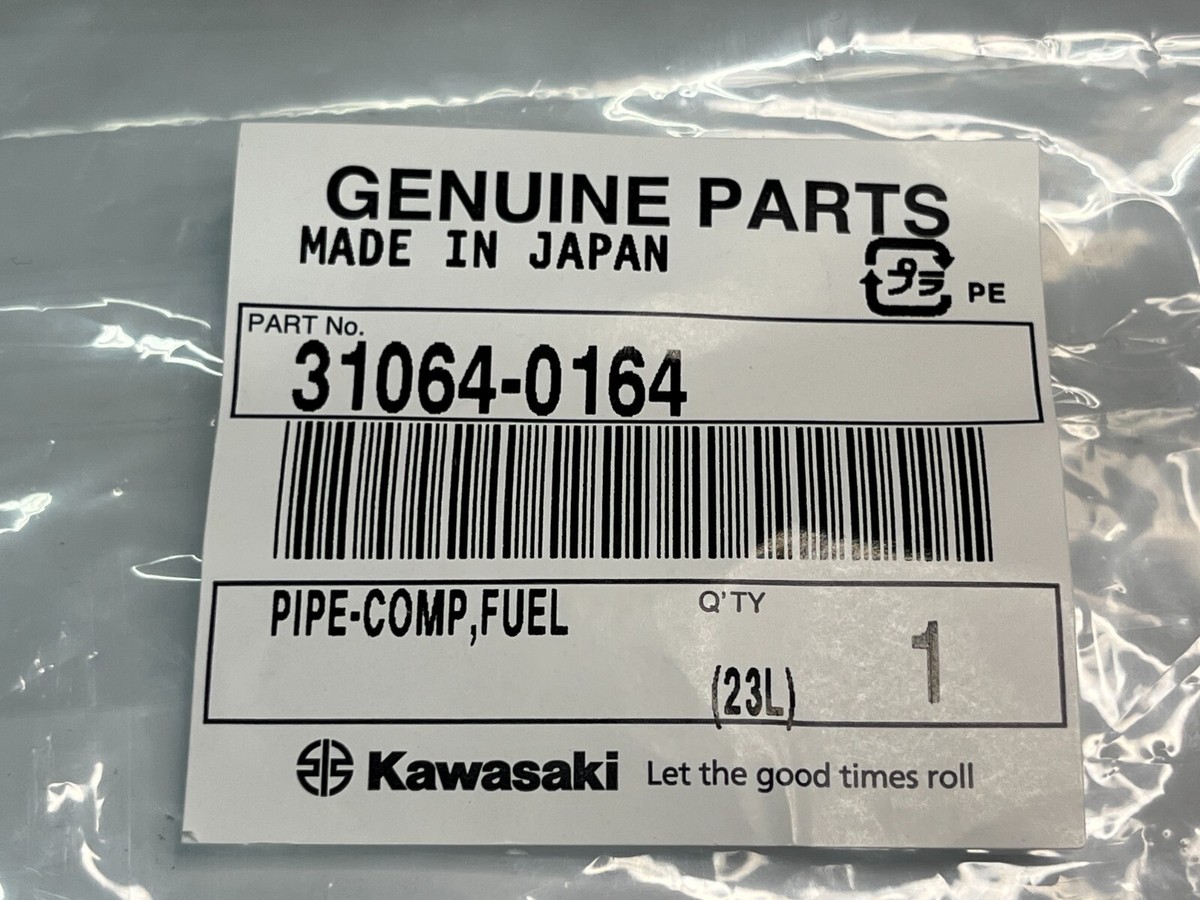 GENUINE PARTS
MADE IN JAPAN
プラ PE
PART No.
31064-0164
PIPE-COMP,FUEL
Q'TY
(23L) 1
Kawasaki Let the good times roll